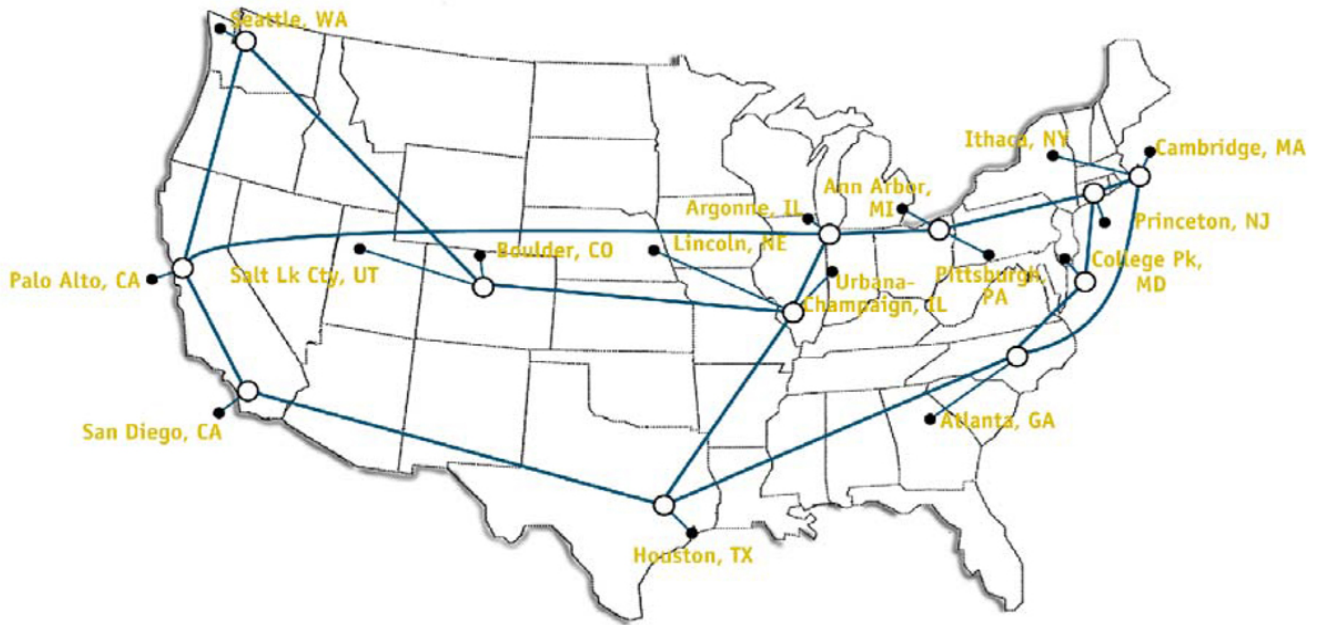 Seattle, WA
Ithaca, NY
Cambridge, MA
Ann Arbor,
MI
Argonne, IL
Princeton, NJ
Lincoln, NE
Boulder, CO
College Pk,
MD
Salt Lk Cty, UT
Palo Alto, CA
Pittsburgh,
PA
Urbana-
Champaign, IL
Atlanta, GA
San Diego, CA
Houston, TX